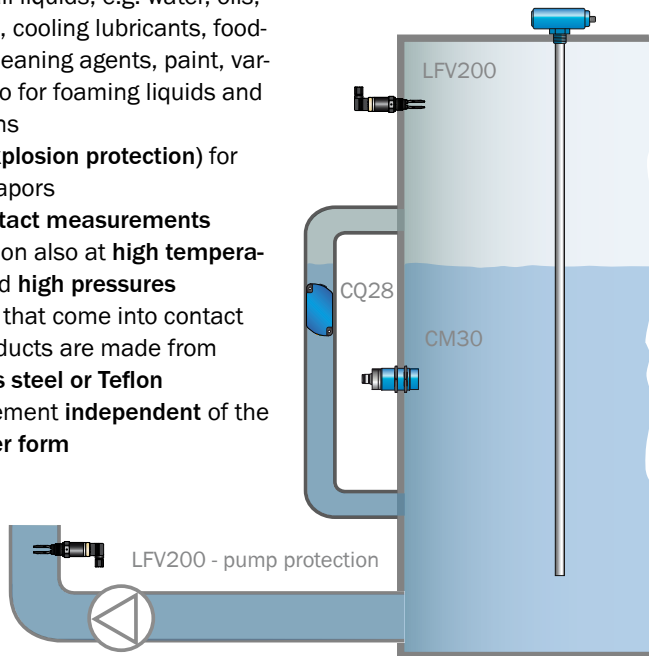 liquids, e.g. water, oils,
, cooling lubricants, food-
eaning agents, paint, var-
o for foaming liquids and
ns
xplosion protection) for
apors
tact measurements
on also at high tempera-
d high pressures
that come into contact
ducts are made from
s steel or Teflon
ement independent of the
er form
LFV200
CQ28
CM30
LFV200 - pump protection